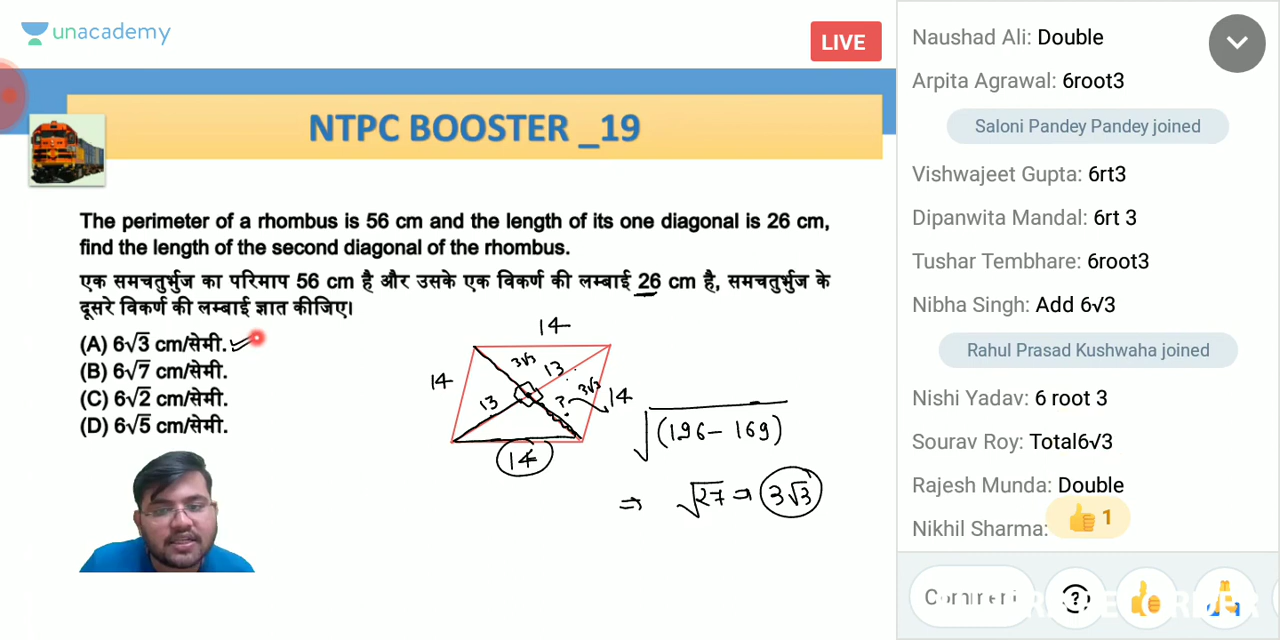 unacademy
LIVE
NTPC BOOSTER _19
The perimeter of a rhombus is 56 cm and the length of its one diagonal is 26 cm,
find the length of the second diagonal of the rhombus.
एक समचतुर्भुज का परिमाप 56 cm है और उसके एक विकर्ण की लम्बाई 26 cm है, समचतुर्भुज के
दूसरे विकर्ण की लम्बाई ज्ञात कीजिए।
(A) 6√3 cm/सेमी.
(B) 6√7 cm/सेमी.
(C) 6√2 cm/सेमी.
(D) 6√5 cm/सेमी.
14
3√3
13
14
3√3
13
?
14
14
√(196-169)
⇒ √27 ⇒ 3√3
Naushad Ali: Double
Arpita Agrawal: 6root3
Saloni Pandey Pandey joined
Vishwajeet Gupta: 6rt3
Dipanwita Mandal: 6rt 3
Tushar Tembhare: 6root3
Nibha Singh: Add 6√3
Rahul Prasad Kushwaha joined
Nishi Yadav: 6 root 3
Sourav Roy: Total6√3
Rajesh Munda: Double
Nikhil Sharma:
👍 1
Comment
?